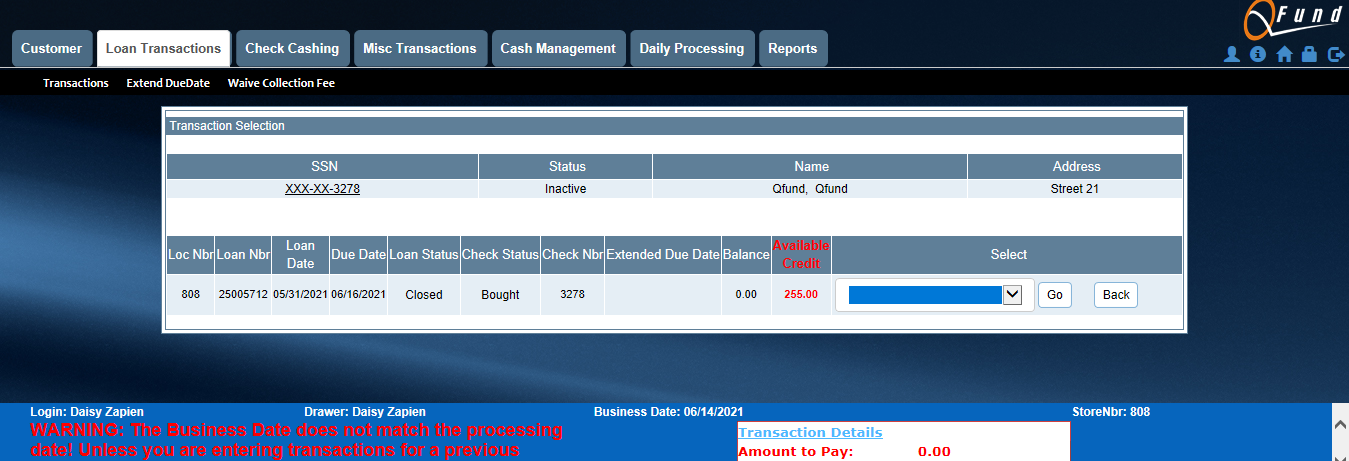 QFund
Customer Loan Transactions Check Cashing Misc Transactions Cash Management Daily Processing Reports
Transactions Extend DueDate Waive Collection Fee
Transaction Selection
SSN Status Name Address
XXX-XX-3278 Inactive Qfund, Qfund Street 21
Loc Nbr Loan Nbr Loan Date Due Date Loan Status Check Status Check Nbr Extended Due Date Balance Available Credit Select
808 25005712 05/31/2021 06/16/2021 Closed Bought 3278 0.00 255.00 Go Back
Login: Daisy Zapien Drawer: Daisy Zapien Business Date: 06/14/2021 StoreNbr: 808
WARNING: The Business Date does not match the processing
date! Unless you are entering transactions for a previous
Transaction Details
Amount to Pay: 0.00